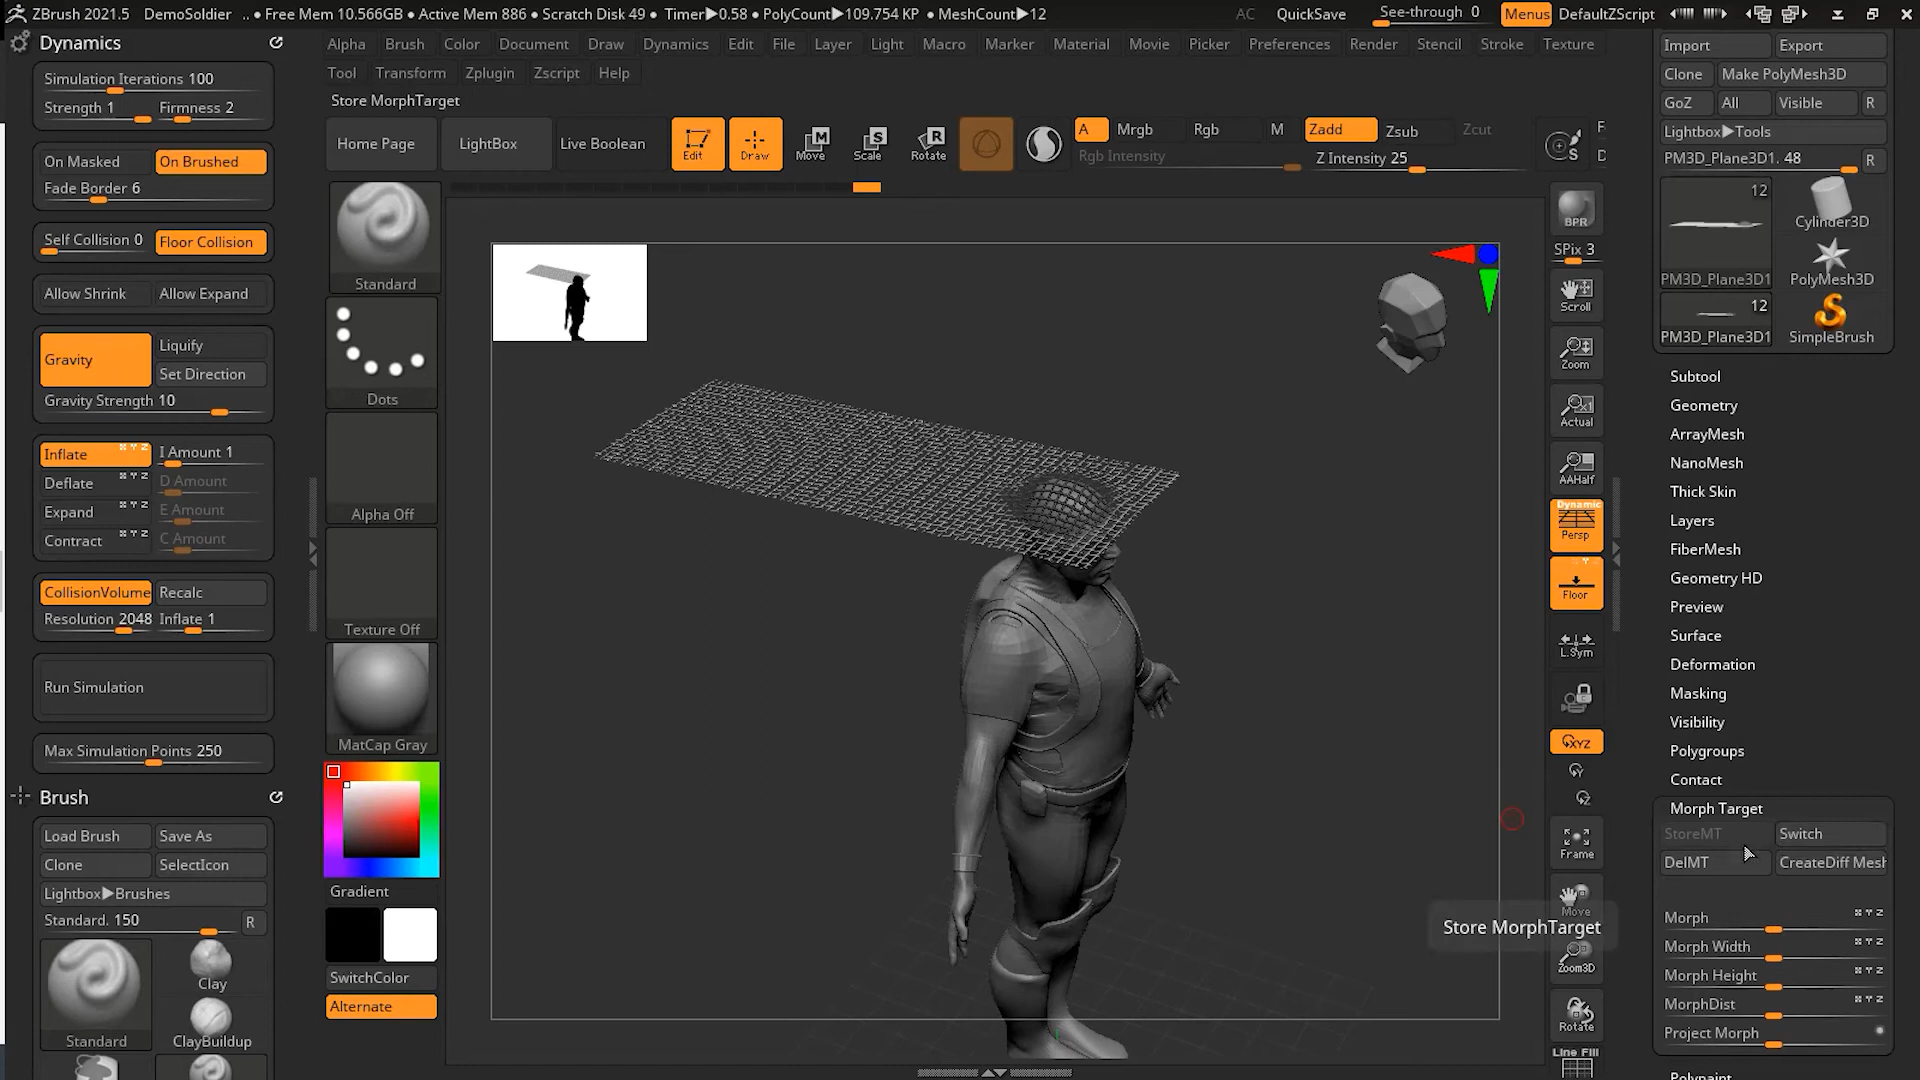 ZBrush 2021.5 DemoSoldier .. • Free Mem 10.566GB • Active Mem 886 • Scratch Disk 49 • Timer▶0.58 • PolyCount▶109.754 KP • MeshCount▶12 AC QuickSave See-through 0 Menus DefaultZScript
Dynamics
Simulation Iterations 100
Strength 1 Firmness 2
On Masked On Brushed
Fade Border 6
Self Collision 0 Floor Collision
Allow Shrink Allow Expand
Gravity Liquify
Set Direction
Gravity Strength 10
Inflate X Y Z I Amount 1
Deflate X Y Z D Amount
Expand X Y Z E Amount
Contract X Y Z C Amount
CollisionVolume Recalc
Resolution 2048 Inflate 1
Run Simulation
Max Simulation Points 250
Brush
Load Brush Save As
Clone SelectIcon
Lightbox▶Brushes
Standard. 150 R
Clay
Standard ClayBuildup
Alpha Brush Color Document Draw Dynamics Edit File Layer Light Macro Marker Material Movie Picker Preferences Render Stencil Stroke Texture
Tool Transform Zplugin Zscript Help
Store MorphTarget
Home Page LightBox Live Boolean Edit Draw Move Scale Rotate
A Mrgb Rgb M Zadd Zsub Zcut
Rgb Intensity Z Intensity 25
S
F
D
Standard
Dots
Alpha Off
Texture Off
MatCap Gray
Gradient
SwitchColor
Alternate
BPR
SPix 3
Scroll
Zoom
Actual
AAHalf
Dynamic
Persp
Floor
L.Sym
XYZ
Y
Z
Frame
Move
Store MorphTarget
Zoom3D
Rotate
Line Fill
Import Export
Clone Make PolyMesh3D
GoZ All Visible R
Lightbox▶Tools
PM3D_Plane3D1. 48 R
12
Cylinder3D
PM3D_Plane3D1 PolyMesh3D
12
PM3D_Plane3D1 SimpleBrush
Subtool
Geometry
ArrayMesh
NanoMesh
Thick Skin
Layers
FiberMesh
Geometry HD
Preview
Surface
Deformation
Masking
Visibility
Polygroups
Contact
Morph Target
StoreMT Switch
DelMT CreateDiff Mesh
Morph X Y Z
Morph Width X Y Z
Morph Height X Y Z
MorphDist X Y Z
Project Morph
Polypaint